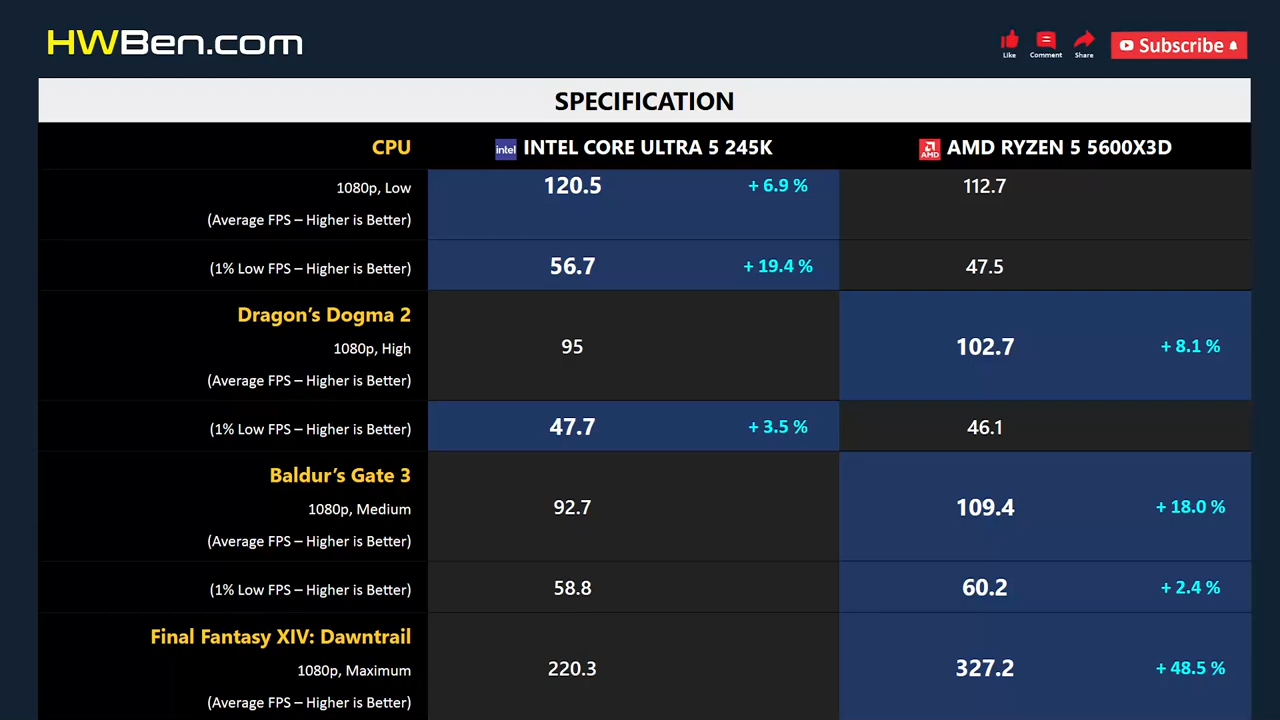 HWBen.com
Like
Comment
Share
Subscribe
SPECIFICATION
CPU
intel INTEL CORE ULTRA 5 245K
AMD AMD RYZEN 5 5600X3D
1080p, Low
(Average FPS – Higher is Better)
120.5
+ 6.9 %
112.7
(1% Low FPS – Higher is Better)
56.7
+ 19.4 %
47.5
Dragon’s Dogma 2
1080p, High
(Average FPS – Higher is Better)
95
102.7
+ 8.1 %
(1% Low FPS – Higher is Better)
47.7
+ 3.5 %
46.1
Baldur’s Gate 3
1080p, Medium
(Average FPS – Higher is Better)
92.7
109.4
+ 18.0 %
(1% Low FPS – Higher is Better)
58.8
60.2
+ 2.4 %
Final Fantasy XIV: Dawntrail
1080p, Maximum
(Average FPS – Higher is Better)
220.3
327.2
+ 48.5 %